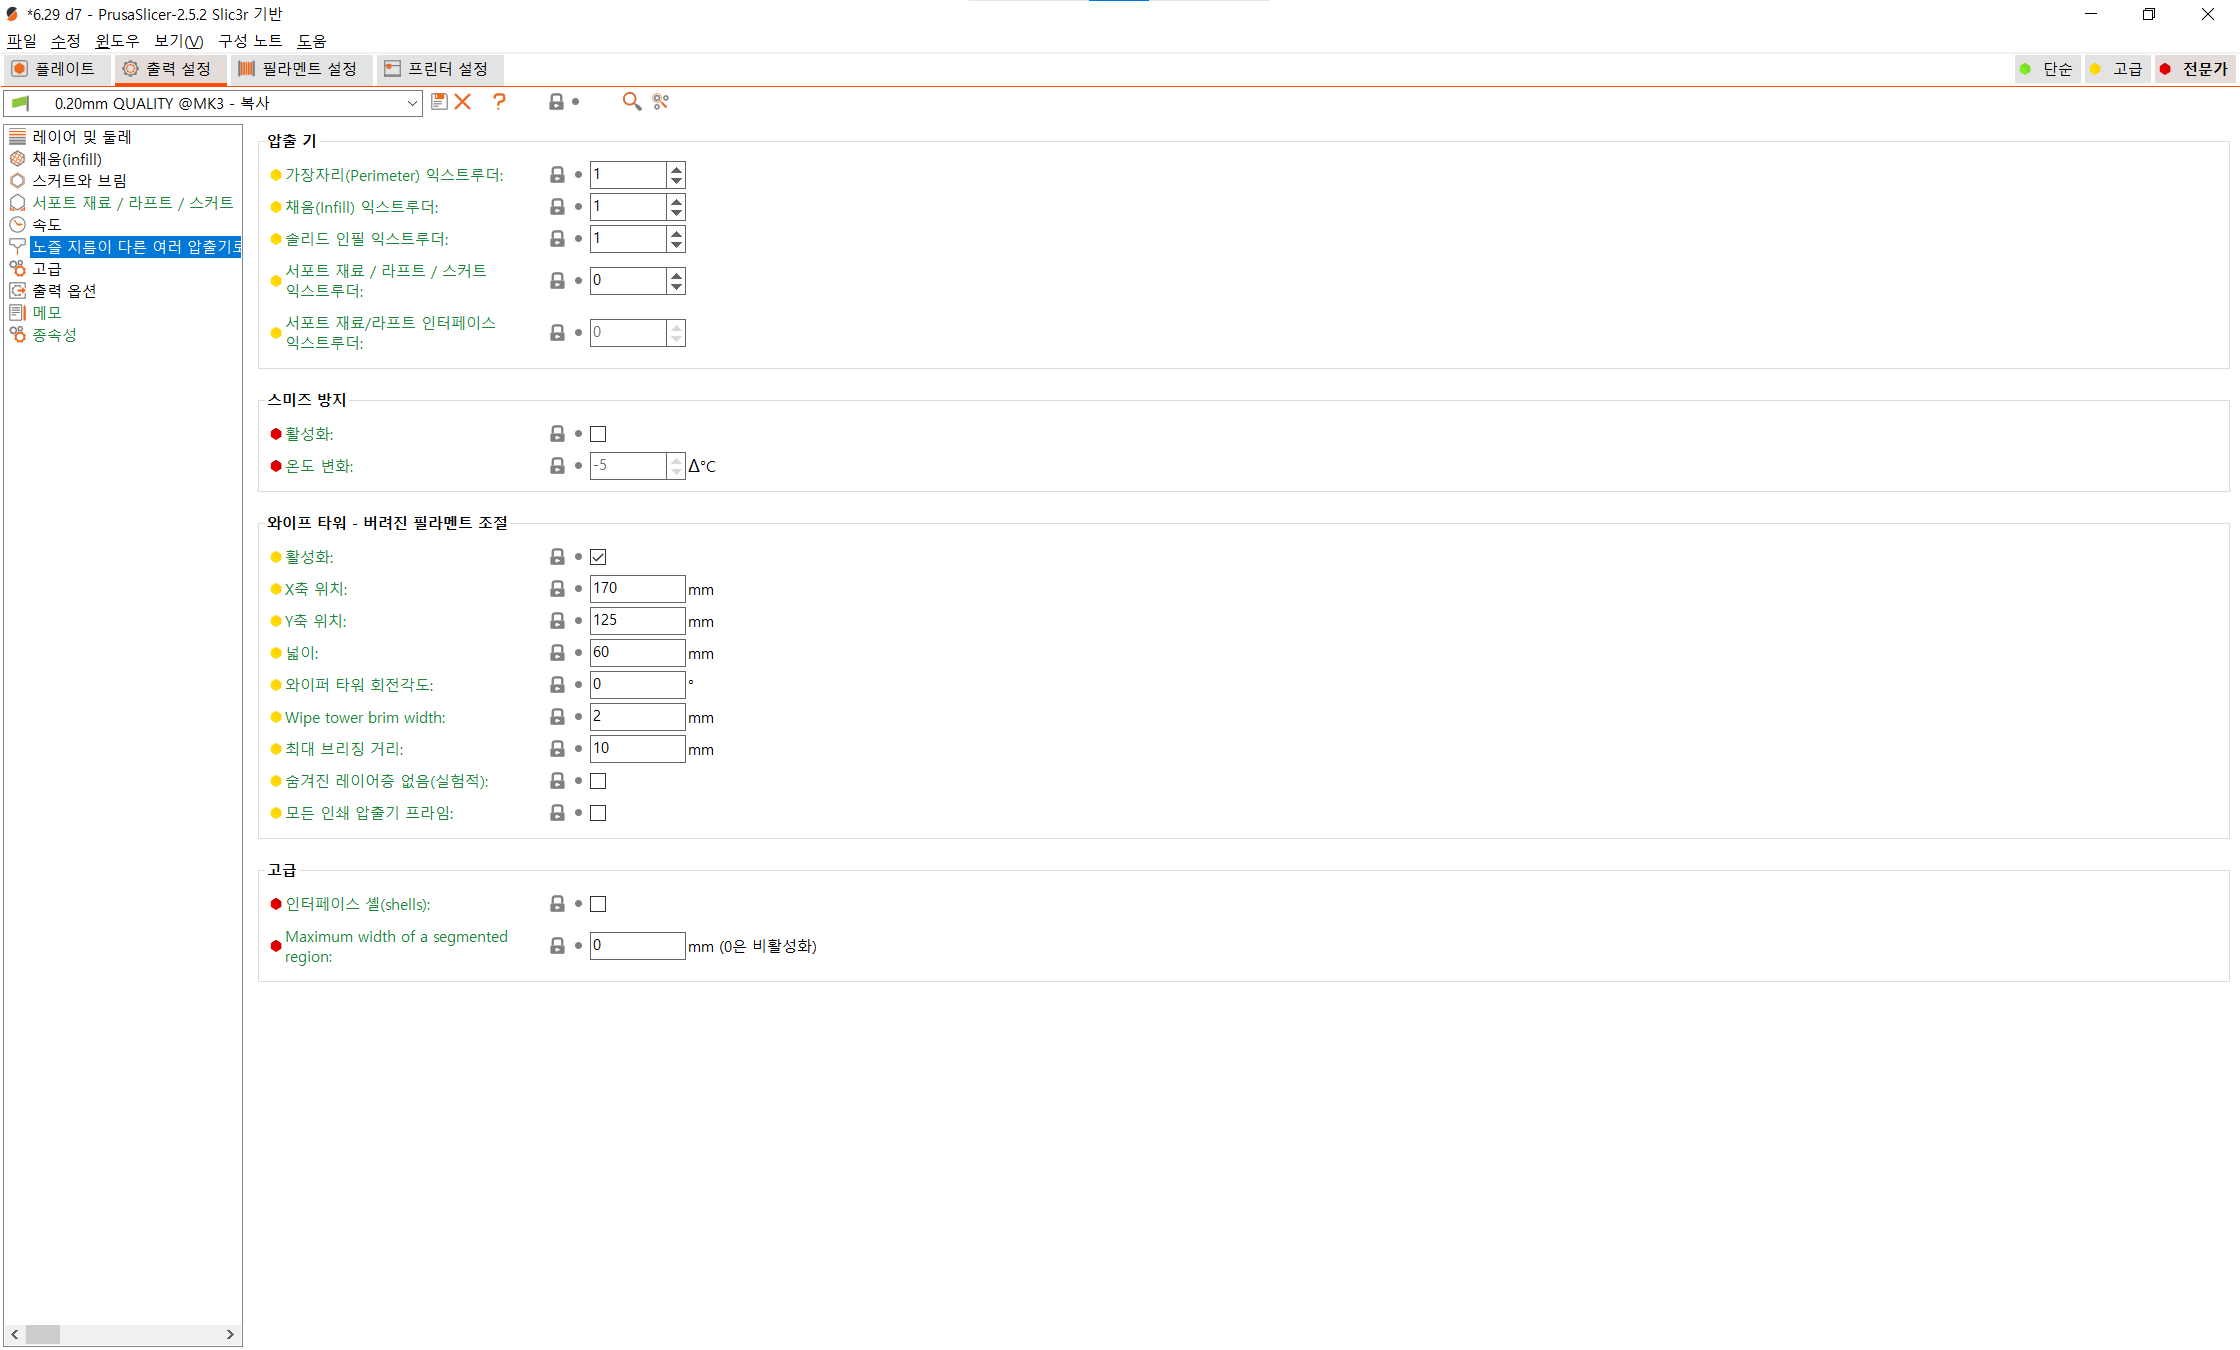 *6.29 d7 - PrusaSlicer-2.5.2 Slic3r 기반
파일 수정 윈도우 보기(V) 구성 노트 도움
플레이트 출력 설정 필라멘트 설정 프린터 설정 단순 고급 전문가
0.20mm QUALITY @MK3 - 복사
레이어 및 둘레
채움(infill)
스커트와 브림
서포트 재료 / 라프트 / 스커트
속도
노즐 지름이 다른 여러 압출기로
고급
출력 옵션
메모
종속성
압출 기
가장자리(Perimeter) 익스트루더: 1
채움(Infill) 익스트루더: 1
솔리드 인필 익스트루더: 1
서포트 재료 / 라프트 / 스커트
익스트루더: 0
서포트 재료/라프트 인터페이스
익스트루더: 0
스미즈 방지
활성화:
온도 변화: -5 Δ°C
와이프 타워 - 버려진 필라멘트 조절
활성화:
X축 위치: 170 mm
Y축 위치: 125 mm
넓이: 60 mm
와이퍼 타워 회전각도: 0 °
Wipe tower brim width: 2 mm
최대 브리징 거리: 10 mm
숨겨진 레이어층 없음(실험적):
모든 인쇄 압출기 프라임:
고급
인터페이스 셸(shells):
Maximum width of a segmented
region: 0 mm (0은 비활성화)